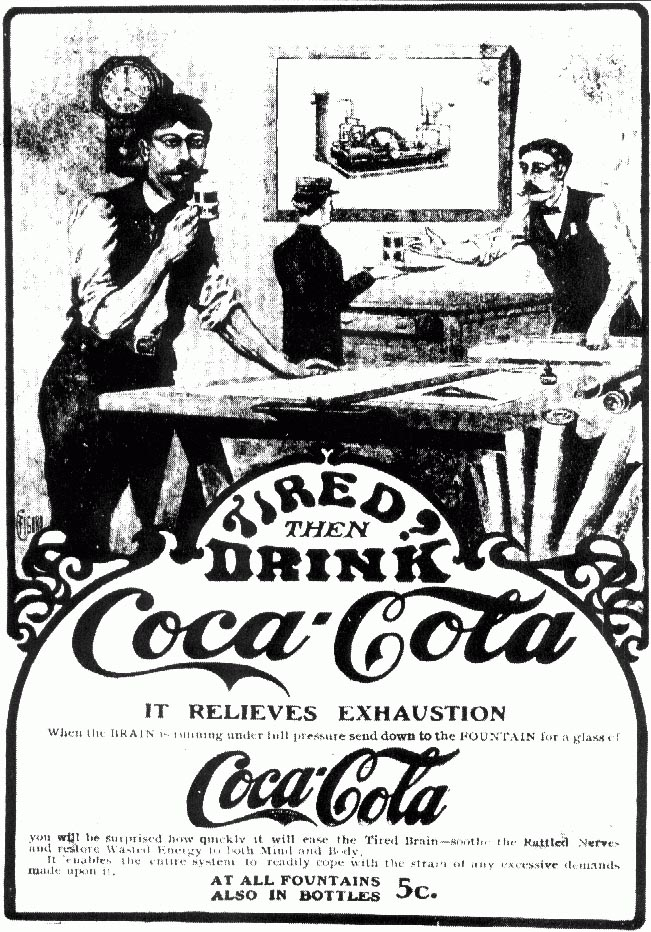 TIRED?
THEN
DRINK
Coca-Cola
IT RELIEVES EXHAUSTION
When the BRAIN is running under full pressure send down to the FOUNTAIN for a glass of
Coca-Cola
you will be surprised how quickly it will ease the Tired Brain—soothe the Rattled Nerves
and restore Wasted Energy to both Mind and Body.
It enables the entire system to readily cope with the strain of any excessive demands
made upon it.
AT ALL FOUNTAINS
ALSO IN BOTTLES 5c.